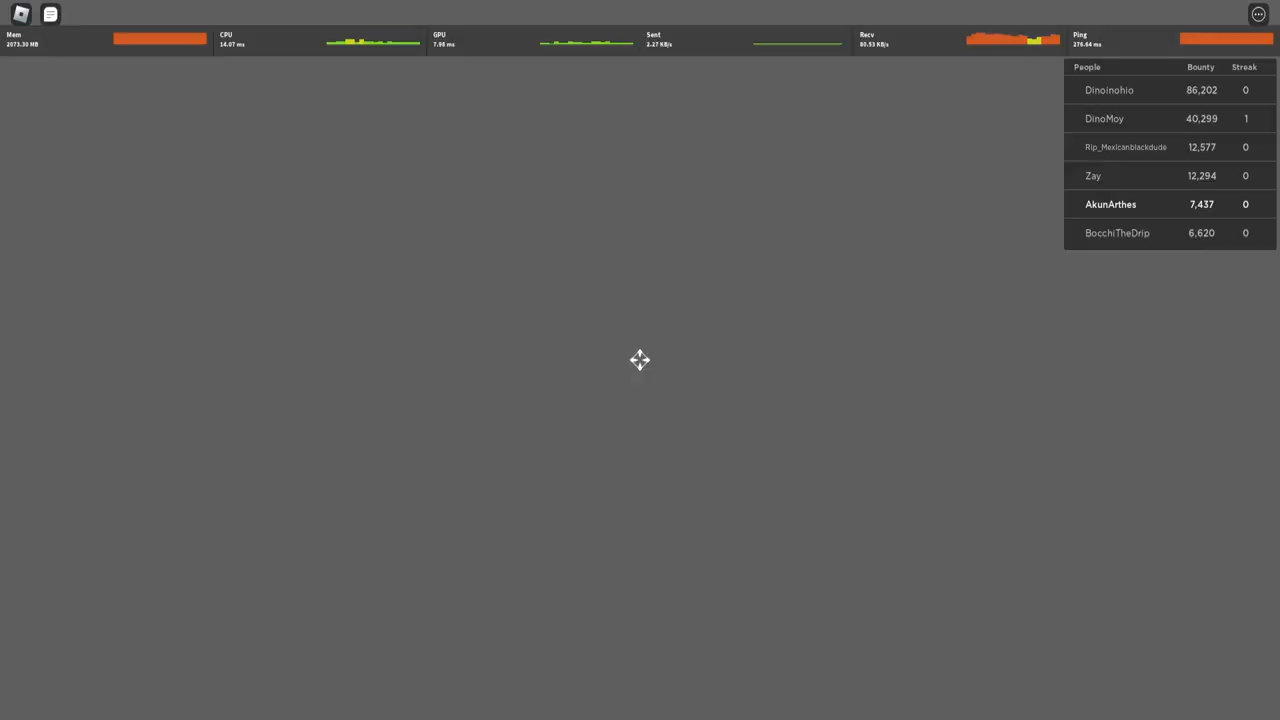 Mem CPU GPU Sent Recv Ping
2073.30 MB 14.07 ms 7.98 ms 2.27 KB/s 80.53 KB/s 276.64 ms
People Bounty Streak
Dinoinohio 86,202 0
DinoMoy 40,299 1
Rip_Mexicanblackdude 12,577 0
Zay 12,294 0
AkunArthes 7,437 0
BocchiTheDrip 6,620 0